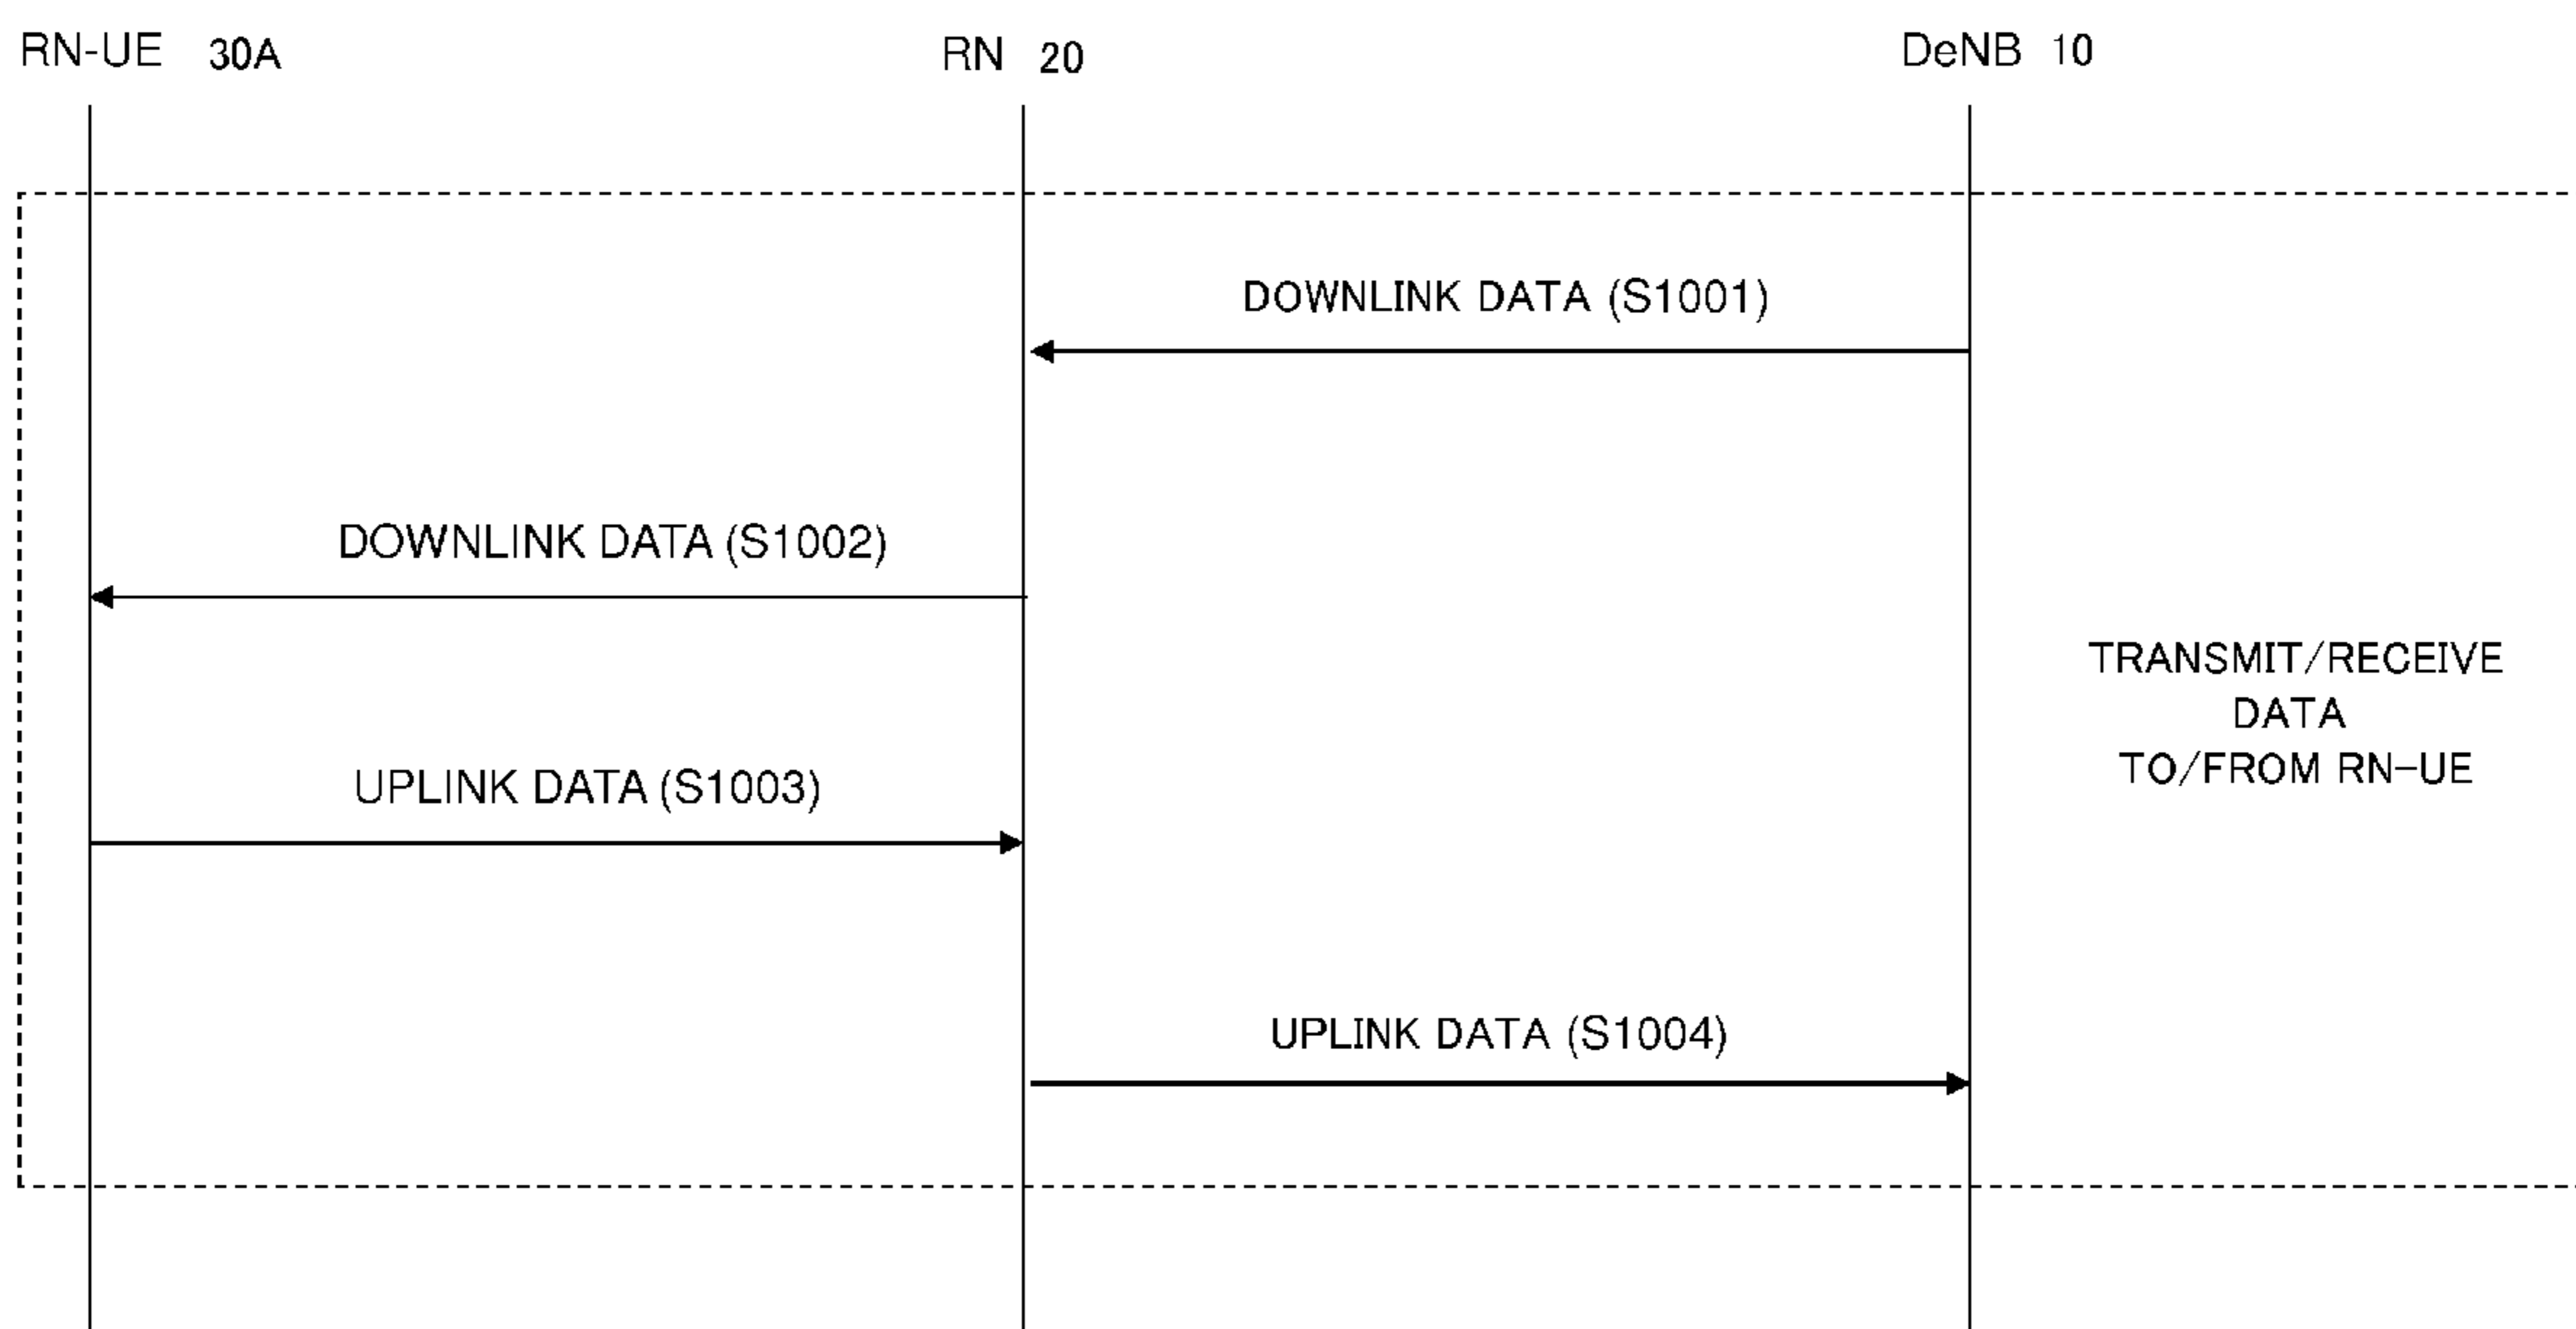 RN-UE 30A
RN 20
DeNB 10
DOWNLINK DATA (S1001)
DOWNLINK DATA (S1002)
TRANSMIT/RECEIVE
DATA
TO/FROM RN-UE
UPLINK DATA (S1003)
UPLINK DATA (S1004)